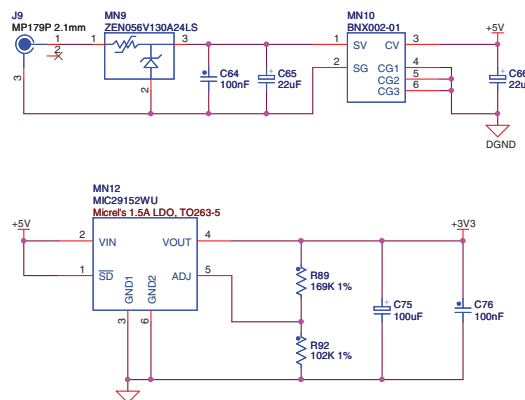 J9
MP179P 2.1mm
1
2
3
MN9
ZEN056V130A24LS
1
3
2
C64
100nF
C65
22uF
MN10
BNX002-01
1
SV
CV
3
2
SG
CG1
4
CG2
5
CG3
6
+5V
C66
22u
DGND
MN12
MIC29152WU
Micrel's 1.5A LDO, TO263-5
+5V
2
VIN
VOUT
4
1
SD
ADJ
5
GND1
GND2
3
6
R89
169K 1%
R92
102K 1%
C75
100uF
+3V3
C76
100nF